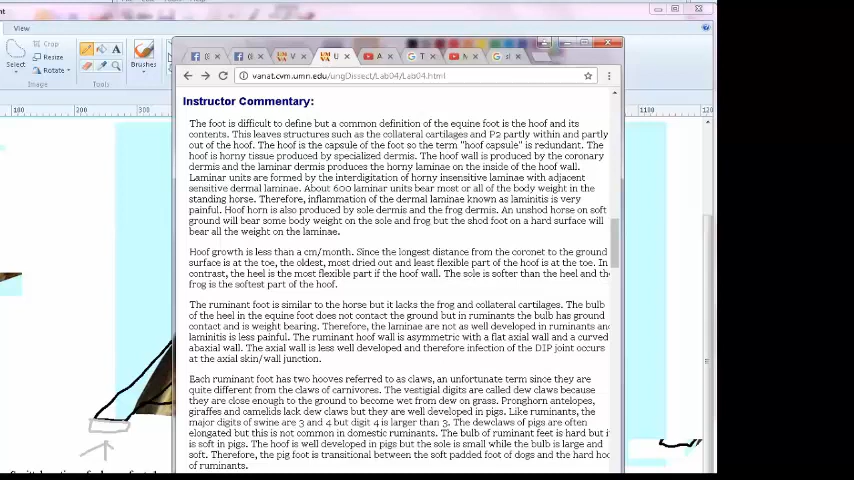 View
Crop
Resize
Rotate
Select
Image
Brushes
Tools
100
200
300
1100
120
vanat.cvm.umn.edu/ungDissect/Lab04/Lab04.html
Instructor Commentary:
The foot is difficult to define but a common definition of the equine foot is the hoof and its
contents. This leaves structures such as the collateral cartilages and P2 partly within and partly
out of the hoof. The hoof is the capsule of the foot so the term "hoof capsule" is redundant. The
hoof is horny tissue produced by specialized dermis. The hoof wall is produced by the coronary
dermis and the laminar dermis produces the horny laminae on the inside of the hoof wall.
Laminar units are formed by the interdigitation of horny insensitive laminae with adjacent
sensitive dermal laminae. About 600 laminar units bear most or all of the body weight in the
standing horse. Therefore, inflammation of the dermal laminae known as laminitis is very
painful. Hoof horn is also produced by sole dermis and the frog dermis. An unshod horse on soft
ground will bear some body weight on the sole and frog but the shod foot on a hard surface will
bear all the weight on the laminae.
Hoof growth is less than a cm/month. Since the longest distance from the coronet to the ground
surface is at the toe, the oldest, most dried out and least flexible part of the hoof is at the toe. In
contrast, the heel is the most flexible part if the hoof wall. The sole is softer than the heel and the
frog is the softest part of the hoof.
The ruminant foot is similar to the horse but it lacks the frog and collateral cartilages. The bulb
of the heel in the equine foot does not contact the ground but in ruminants the bulb has ground
contact and is weight bearing. Therefore, the laminae are not as well developed in ruminants and
laminitis is less painful. The ruminant hoof wall is asymmetric with a flat axial wall and a curved
abaxial wall. The axial wall is less well developed and therefore infection of the DIP joint occurs
at the axial skin/wall junction.
Each ruminant foot has two hooves referred to as claws, an unfortunate term since they are
quite different from the claws of carnivores. The vestigial digits are called dew claws because
they are close enough to the ground to become wet from dew on grass. Pronghorn antelopes,
giraffes and camelids lack dew claws but they are well developed in pigs. Like ruminants, the
major digits of swine are 3 and 4 but digit 4 is larger than 3. The dewclaws of pigs are often
elongated but this is not common in domestic ruminants. The bulb of ruminant feet is hard but i
is soft in pigs. The hoof is well developed in pigs but the sole is small while the bulb is large and
soft. Therefore, the pig foot is transitional between the soft padded foot of dogs and the hard hoo
of ruminants.